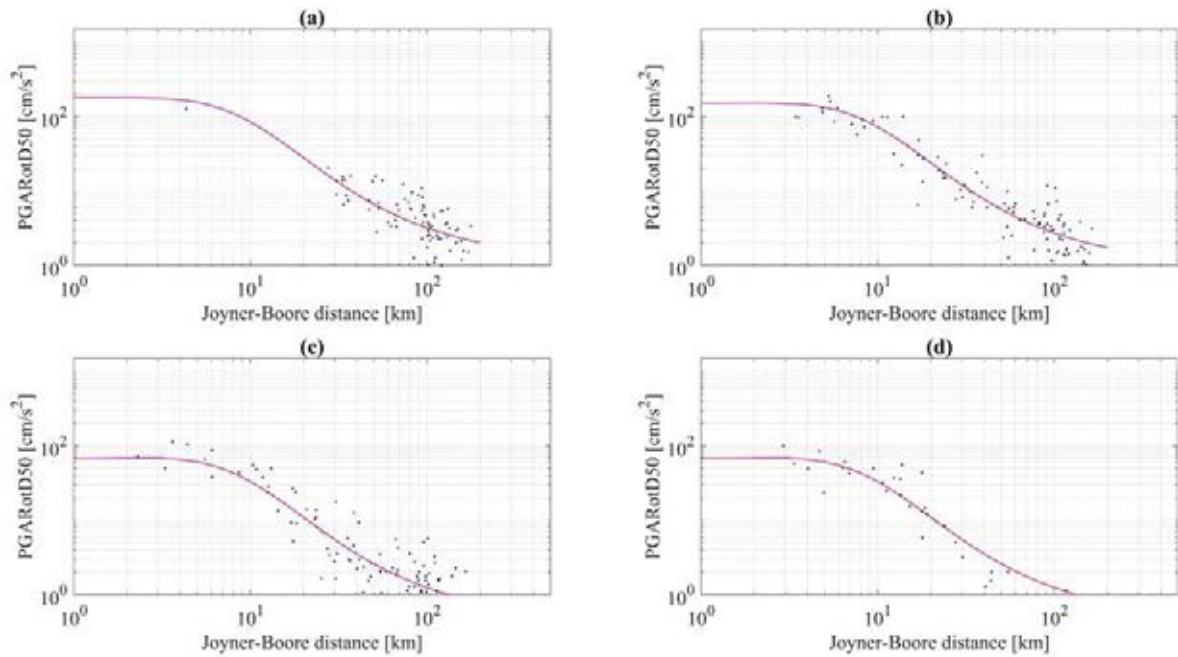 (a)
PGARotD50 [cm/s²]
10²
10⁰
10⁰ 10¹ 10²
Joyner-Boore distance [km]
(b)
PGARotD50 [cm/s²]
10²
10⁰
10⁰ 10¹ 10²
Joyner-Boore distance [km]
(c)
PGARotD50 [cm/s²]
10²
10⁰
10⁰ 10¹ 10²
Joyner-Boore distance [km]
(d)
PGARotD50 [cm/s²]
10²
10⁰
10⁰ 10¹ 10²
Joyner-Boore distance [km]